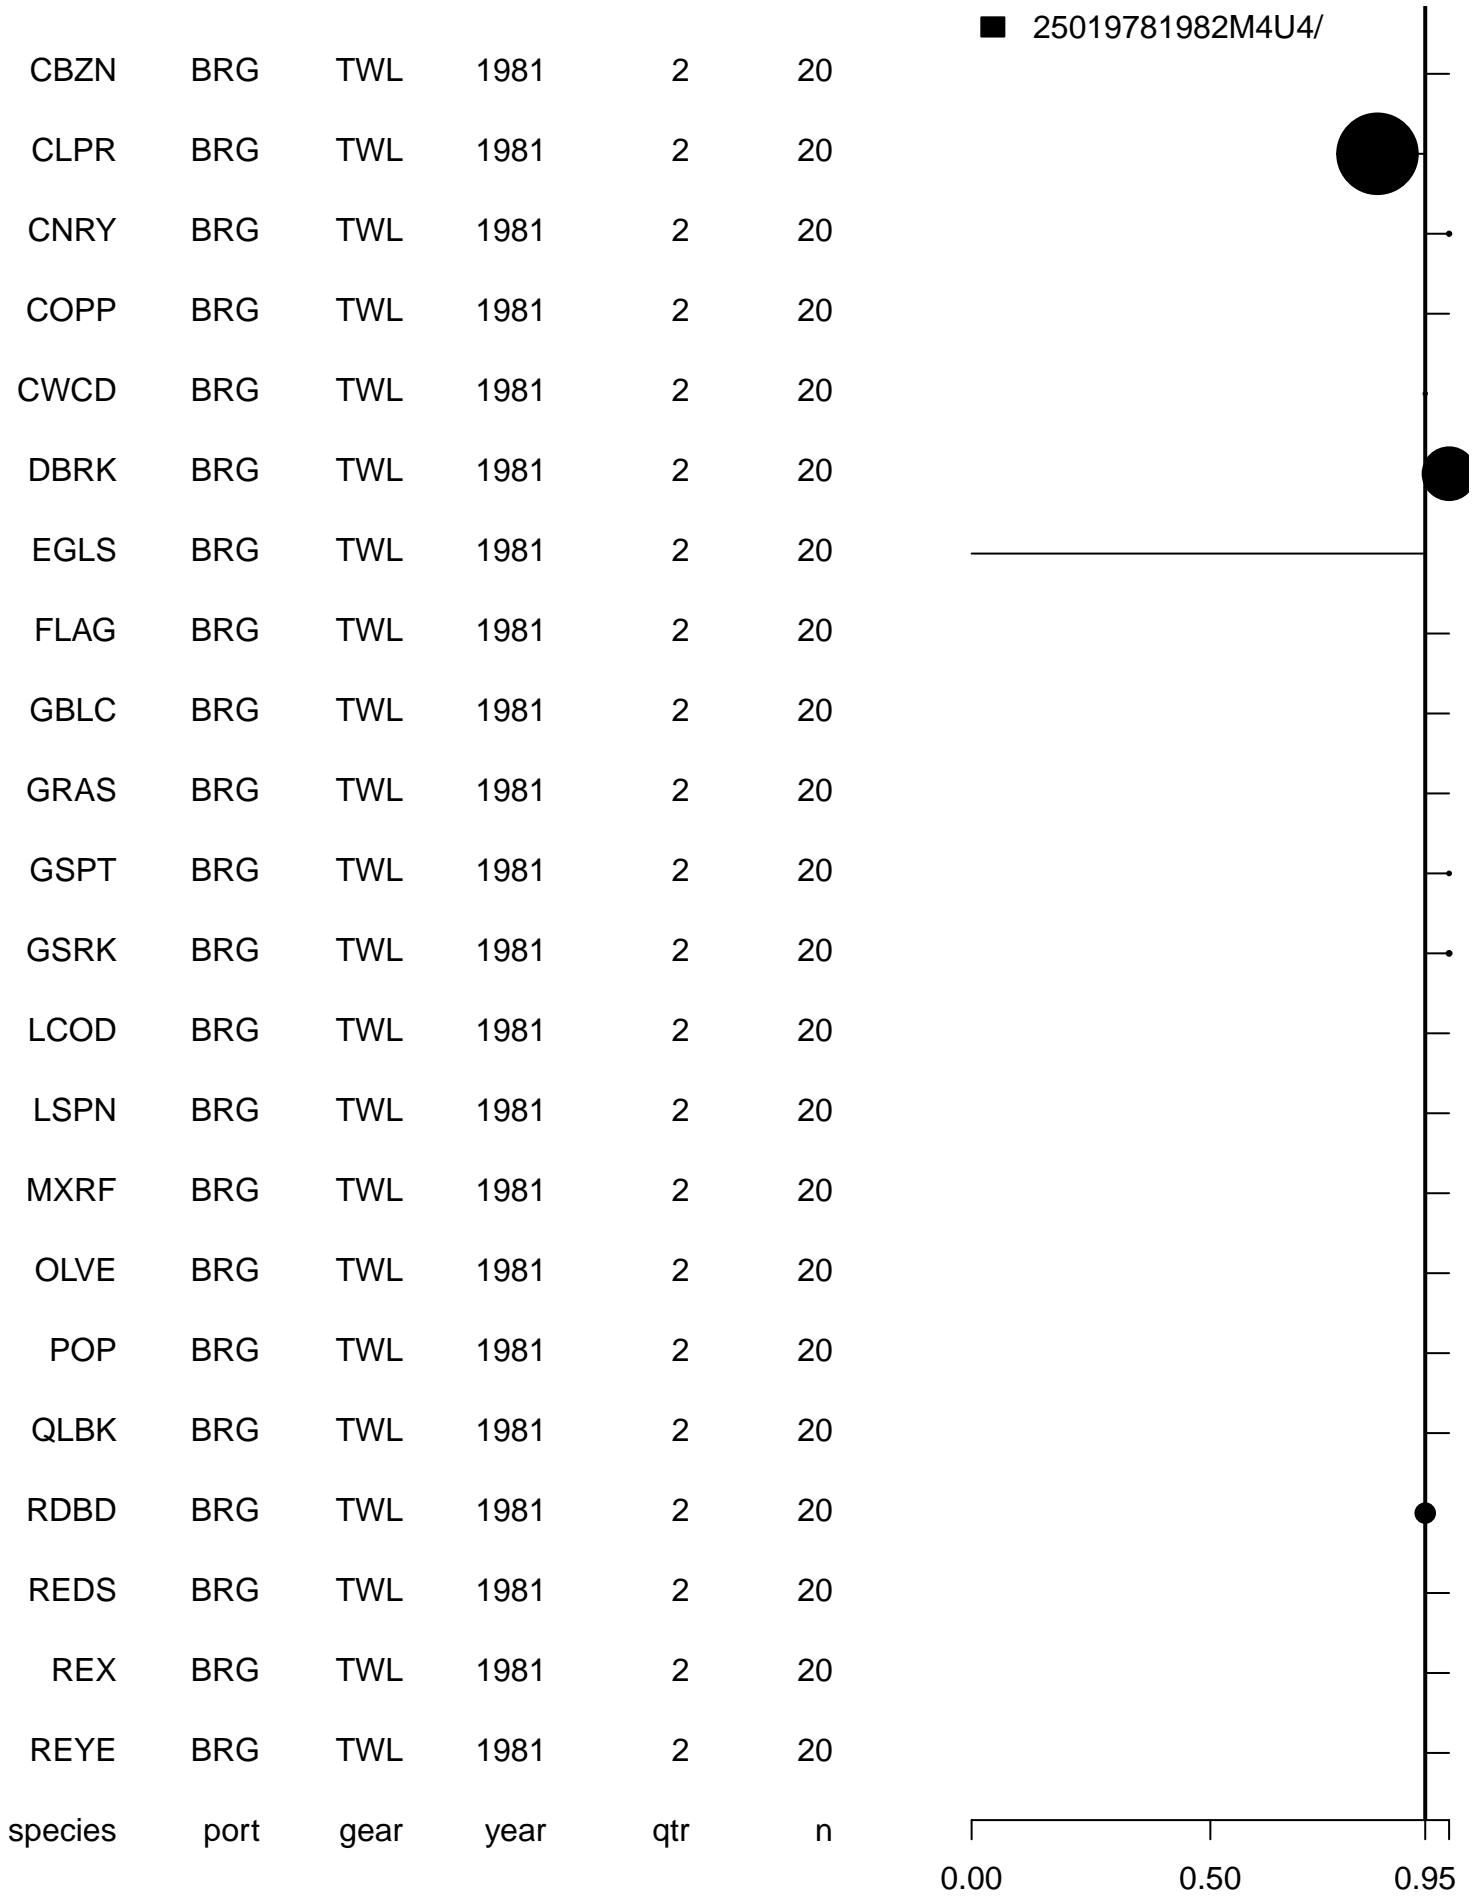 25019781982M4U4/
CBZN BRG TWL 1981 2 20
CLPR BRG TWL 1981 2 20
CNRY BRG TWL 1981 2 20
COPP BRG TWL 1981 2 20
CWCD BRG TWL 1981 2 20
DBRK BRG TWL 1981 2 20
EGLS BRG TWL 1981 2 20
FLAG BRG TWL 1981 2 20
GBLC BRG TWL 1981 2 20
GRAS BRG TWL 1981 2 20
GSPT BRG TWL 1981 2 20
GSRK BRG TWL 1981 2 20
LCOD BRG TWL 1981 2 20
LSPN BRG TWL 1981 2 20
MXRF BRG TWL 1981 2 20
OLVE BRG TWL 1981 2 20
POP BRG TWL 1981 2 20
QLBK BRG TWL 1981 2 20
RDBD BRG TWL 1981 2 20
REDS BRG TWL 1981 2 20
REX BRG TWL 1981 2 20
REYE BRG TWL 1981 2 20
species port gear year qtr n
0.00 0.50 0.95